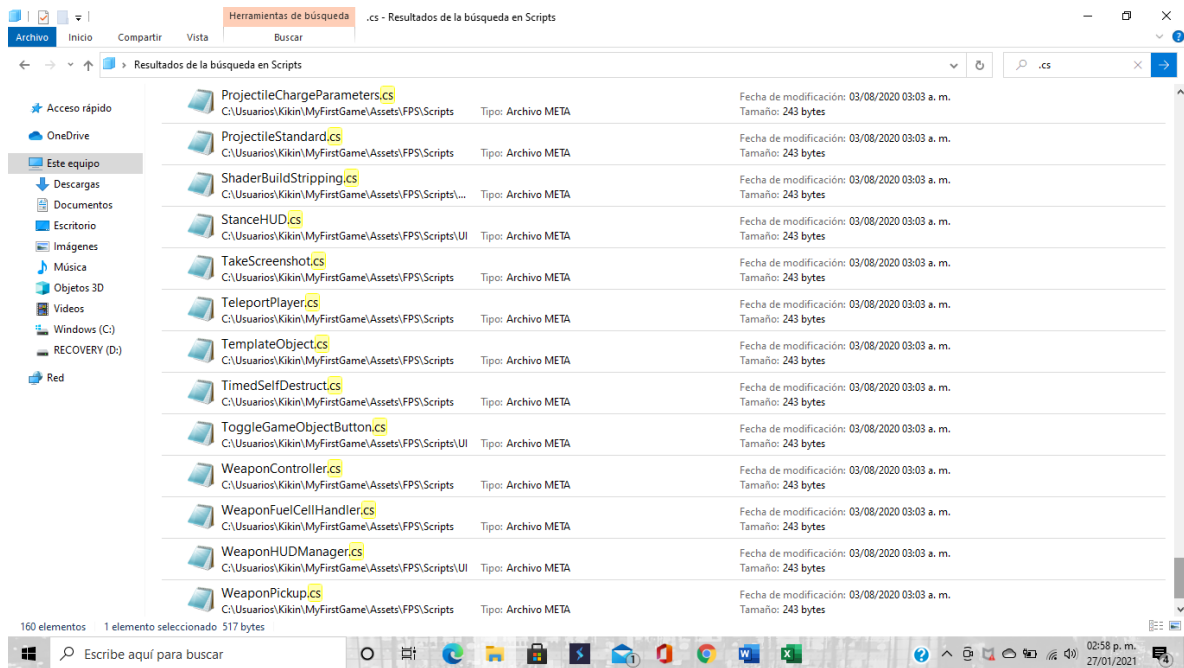 Herramientas de búsqueda
.cs - Resultados de la búsqueda en Scripts
Archivo
Inicio
Compartir
Vista
Buscar
Resultados de la búsqueda en Scripts
.cs
Acceso rápido
OneDrive
Este equipo
Descargas
Documentos
Escritorio
Imágenes
Música
Objetos 3D
Videos
Windows (C:)
RECOVERY (D:)
Red
ProjectileChargeParameters.cs
Fecha de modificación: 03/08/2020 03:03 a. m.
C:\Usuarios\Kikin\MyFirstGame\Assets\FPS\Scripts Tipo: Archivo META Tamaño: 243 bytes
ProjectileStandard.cs
Fecha de modificación: 03/08/2020 03:03 a. m.
C:\Usuarios\Kikin\MyFirstGame\Assets\FPS\Scripts Tipo: Archivo META Tamaño: 243 bytes
ShaderBuildStripping.cs
Fecha de modificación: 03/08/2020 03:03 a. m.
C:\Usuarios\Kikin\MyFirstGame\Assets\FPS\Scripts\... Tipo: Archivo META Tamaño: 243 bytes
StanceHUD.cs
Fecha de modificación: 03/08/2020 03:03 a. m.
C:\Usuarios\Kikin\MyFirstGame\Assets\FPS\Scripts\UI Tipo: Archivo META Tamaño: 243 bytes
TakeScreenshot.cs
Fecha de modificación: 03/08/2020 03:03 a. m.
C:\Usuarios\Kikin\MyFirstGame\Assets\FPS\Scripts Tipo: Archivo META Tamaño: 243 bytes
TeleportPlayer.cs
Fecha de modificación: 03/08/2020 03:03 a. m.
C:\Usuarios\Kikin\MyFirstGame\Assets\FPS\Scripts Tipo: Archivo META Tamaño: 243 bytes
TemplateObject.cs
Fecha de modificación: 03/08/2020 03:03 a. m.
C:\Usuarios\Kikin\MyFirstGame\Assets\FPS\Scripts Tipo: Archivo META Tamaño: 243 bytes
TimedSelfDestruct.cs
Fecha de modificación: 03/08/2020 03:03 a. m.
C:\Usuarios\Kikin\MyFirstGame\Assets\FPS\Scripts Tipo: Archivo META Tamaño: 243 bytes
ToggleGameObjectButton.cs
Fecha de modificación: 03/08/2020 03:03 a. m.
C:\Usuarios\Kikin\MyFirstGame\Assets\FPS\Scripts\UI Tipo: Archivo META Tamaño: 243 bytes
WeaponController.cs
Fecha de modificación: 03/08/2020 03:03 a. m.
C:\Usuarios\Kikin\MyFirstGame\Assets\FPS\Scripts Tipo: Archivo META Tamaño: 243 bytes
WeaponFuelCellHandler.cs
Fecha de modificación: 03/08/2020 03:03 a. m.
C:\Usuarios\Kikin\MyFirstGame\Assets\FPS\Scripts Tipo: Archivo META Tamaño: 243 bytes
WeaponHUDManager.cs
Fecha de modificación: 03/08/2020 03:03 a. m.
C:\Usuarios\Kikin\MyFirstGame\Assets\FPS\Scripts\UI Tipo: Archivo META Tamaño: 243 bytes
WeaponPickup.cs
Fecha de modificación: 03/08/2020 03:03 a. m.
C:\Usuarios\Kikin\MyFirstGame\Assets\FPS\Scripts Tipo: Archivo META Tamaño: 243 bytes
160 elementos 1 elemento seleccionado 517 bytes
Escribe aquí para buscar
02:58 p. m.
27/01/2021